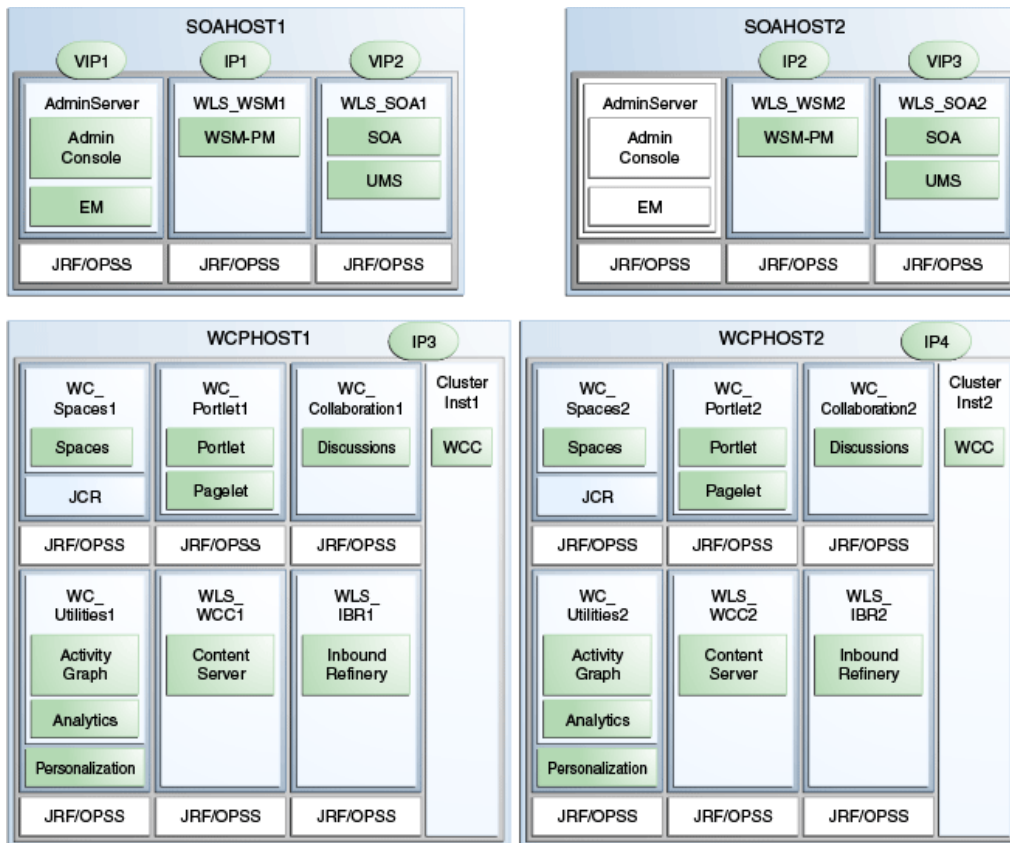 SOAHOST1
VIP1
IP1
VIP2
AdminServer
Admin
Console
EM
WLS_WSM1
WSM-PM
WLS_SOA1
SOA
UMS
JRF/OPSS
JRF/OPSS
JRF/OPSS
SOAHOST2
IP2
VIP3
AdminServer
Admin
Console
EM
WLS_WSM2
WSM-PM
WLS_SOA2
SOA
UMS
JRF/OPSS
JRF/OPSS
JRF/OPSS
WCPHOST1
IP3
WC_
Spaces1
Spaces
JCR
WC_
Portlet1
Portlet
Pagelet
WC_
Collaboration1
Discussions
Cluster
Inst1
WCC
JRF/OPSS
JRF/OPSS
JRF/OPSS
WC_
Utilities1
Activity
Graph
Analytics
Personalization
WLS_
WCC1
Content
Server
WLS_
IBR1
Inbound
Refinery
JRF/OPSS
JRF/OPSS
JRF/OPSS
WCPHOST2
IP4
WC_
Spaces2
Spaces
JCR
WC_
Portlet2
Portlet
Pagelet
WC_
Collaboration2
Discussions
Cluster
Inst2
WCC
JRF/OPSS
JRF/OPSS
JRF/OPSS
WC_
Utilities2
Activity
Graph
Analytics
Personalization
WLS_
WCC2
Content
Server
WLS_
IBR2
Inbound
Refinery
JRF/OPSS
JRF/OPSS
JRF/OPSS